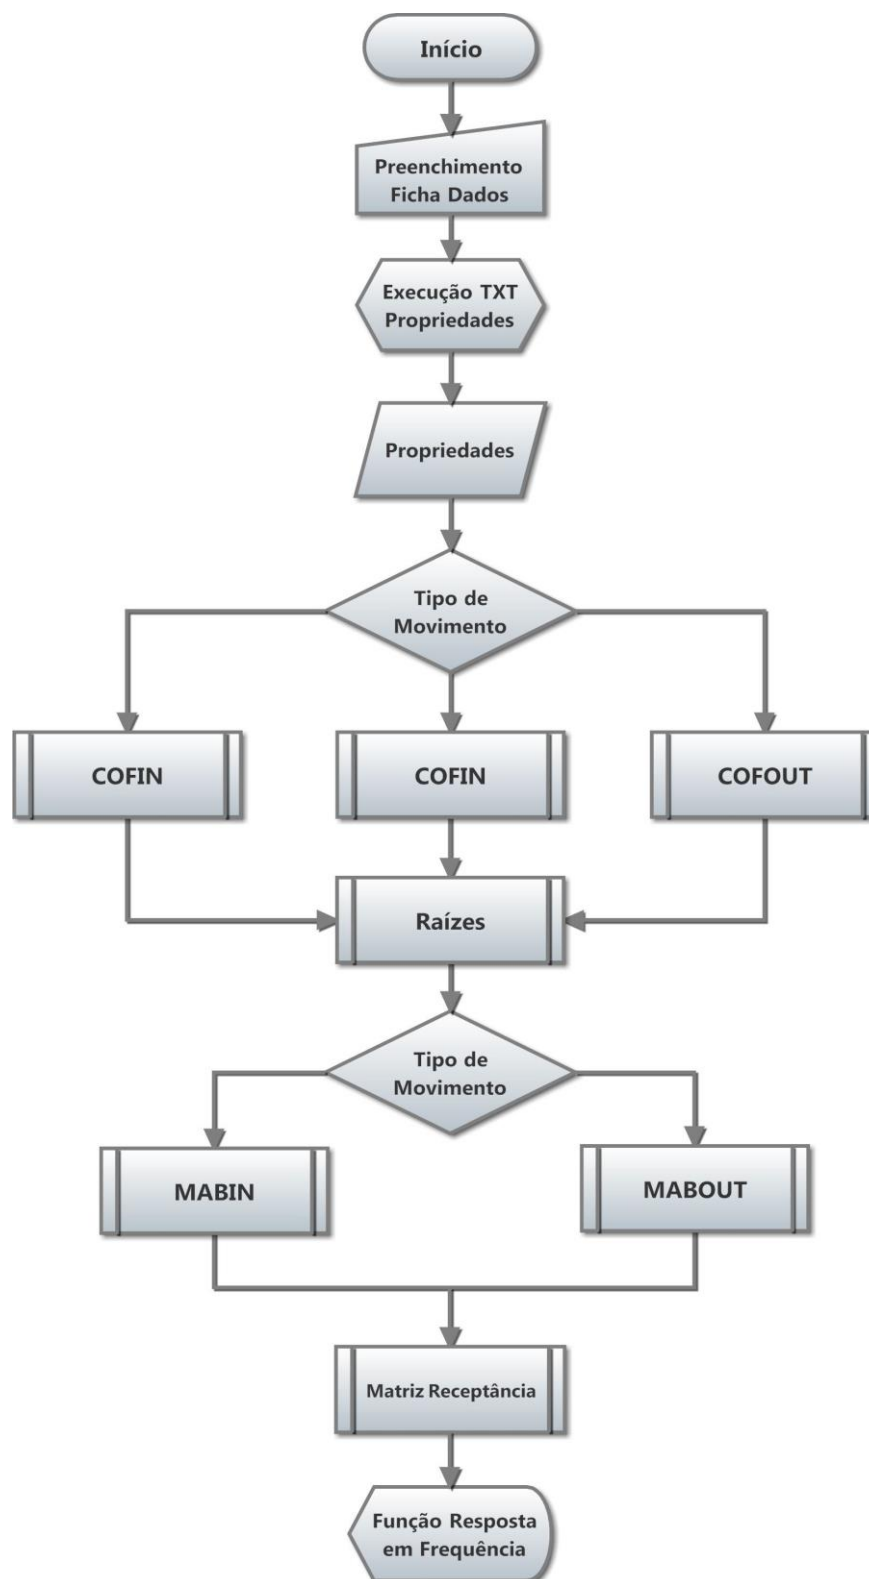 Início
Preenchimento
Ficha Dados
Execução TXT
Propriedades
Propriedades
Tipo de
Movimento
COFIN
COFIN
COFOUT
Raízes
Tipo de
Movimento
MABIN
MABOUT
Matriz Receptância
Função Resposta
em Frequência